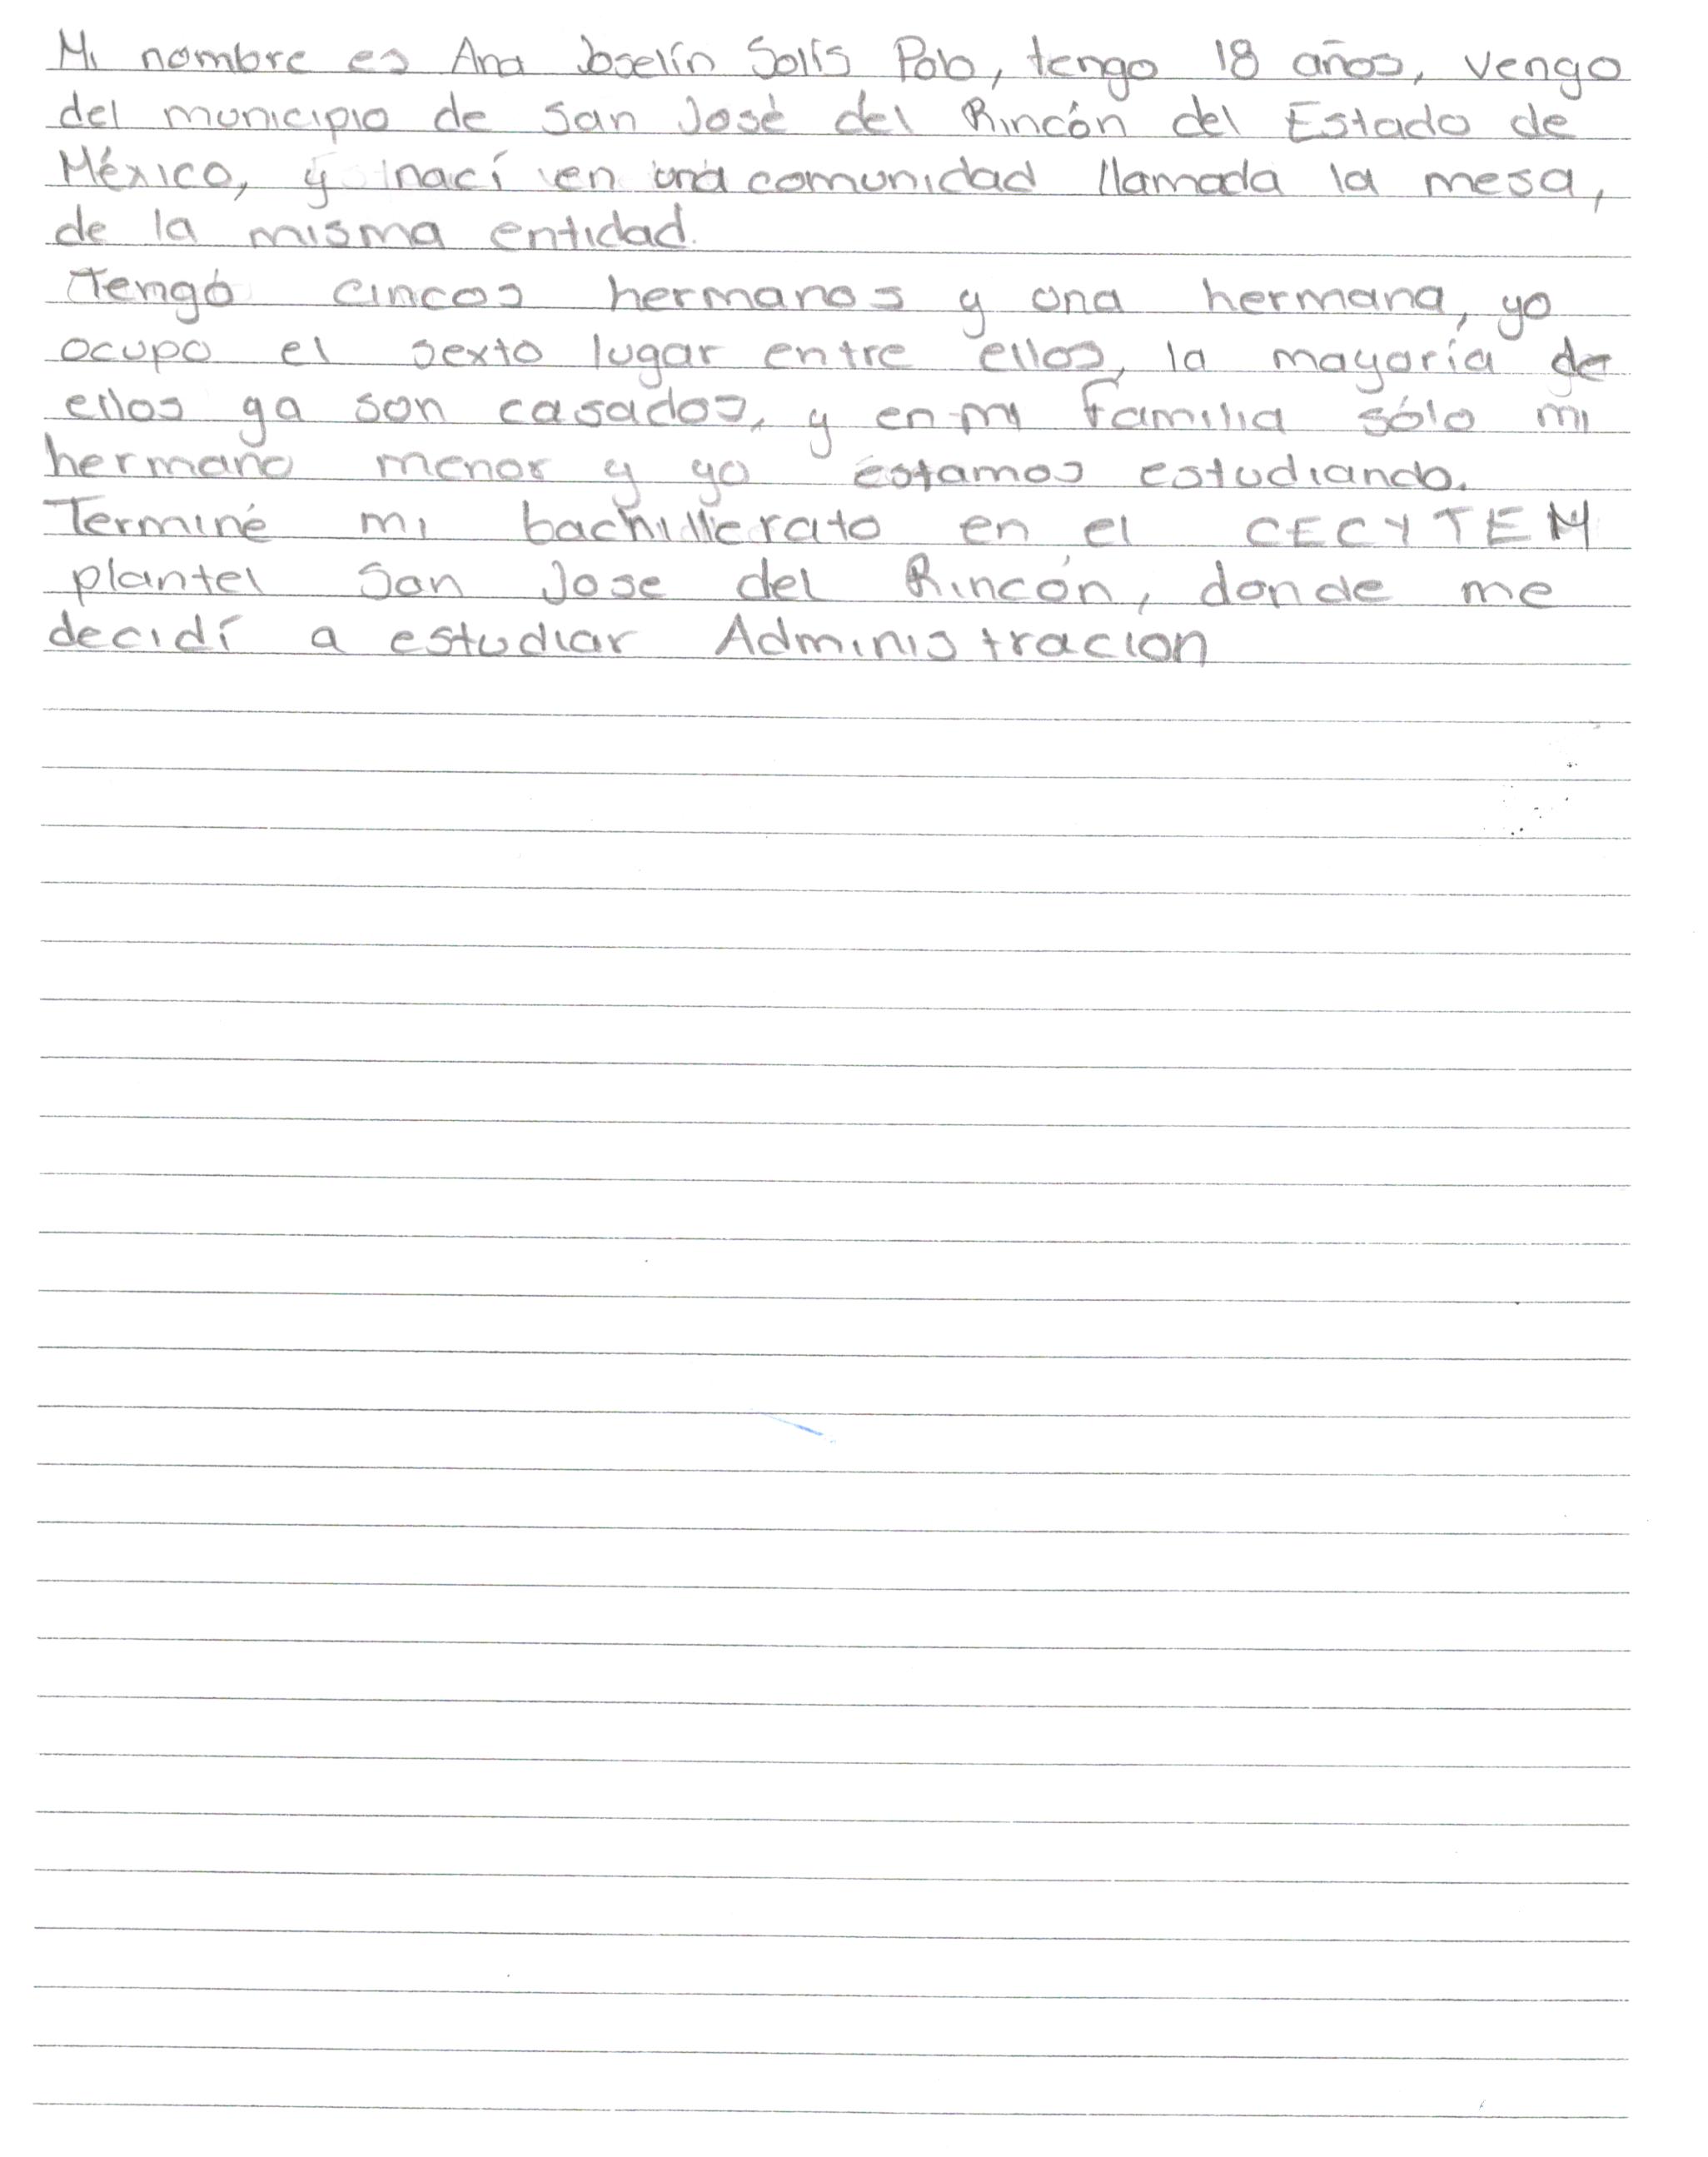 Mi nombre es Ana Joselín Solís Polo, tengo 18 años, vengo
del municipio de San José del Rincón del Estado de
México, y nací en una comunidad llamada la mesa,
de la misma entidad.
Tengo cincos hermanos y una hermana, yo
ocupo el sexto lugar entre ellos, la mayoría de
ellos ya son casados, y en mi familia sólo mi
hermano menor y yo estamos estudiando.
Terminé mi bachillerato en el CECYTEM
plantel San Jose del Rincón, donde me
decidí a estudiar Administración